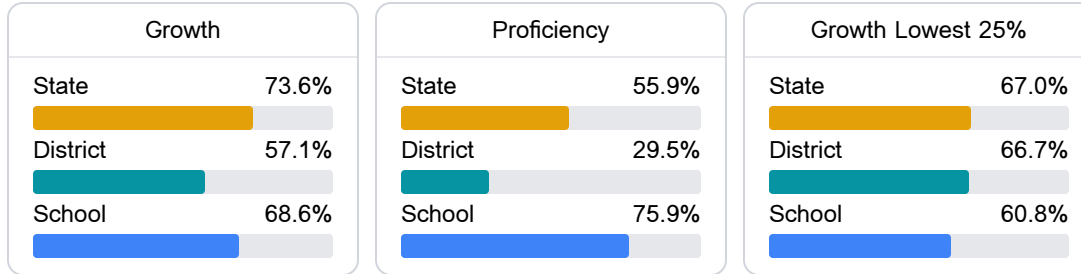 Growth
State 73.6%
District 57.1%
School 68.6%
Proficiency
State 55.9%
District 29.5%
School 75.9%
Growth Lowest 25%
State 67.0%
District 66.7%
School 60.8%